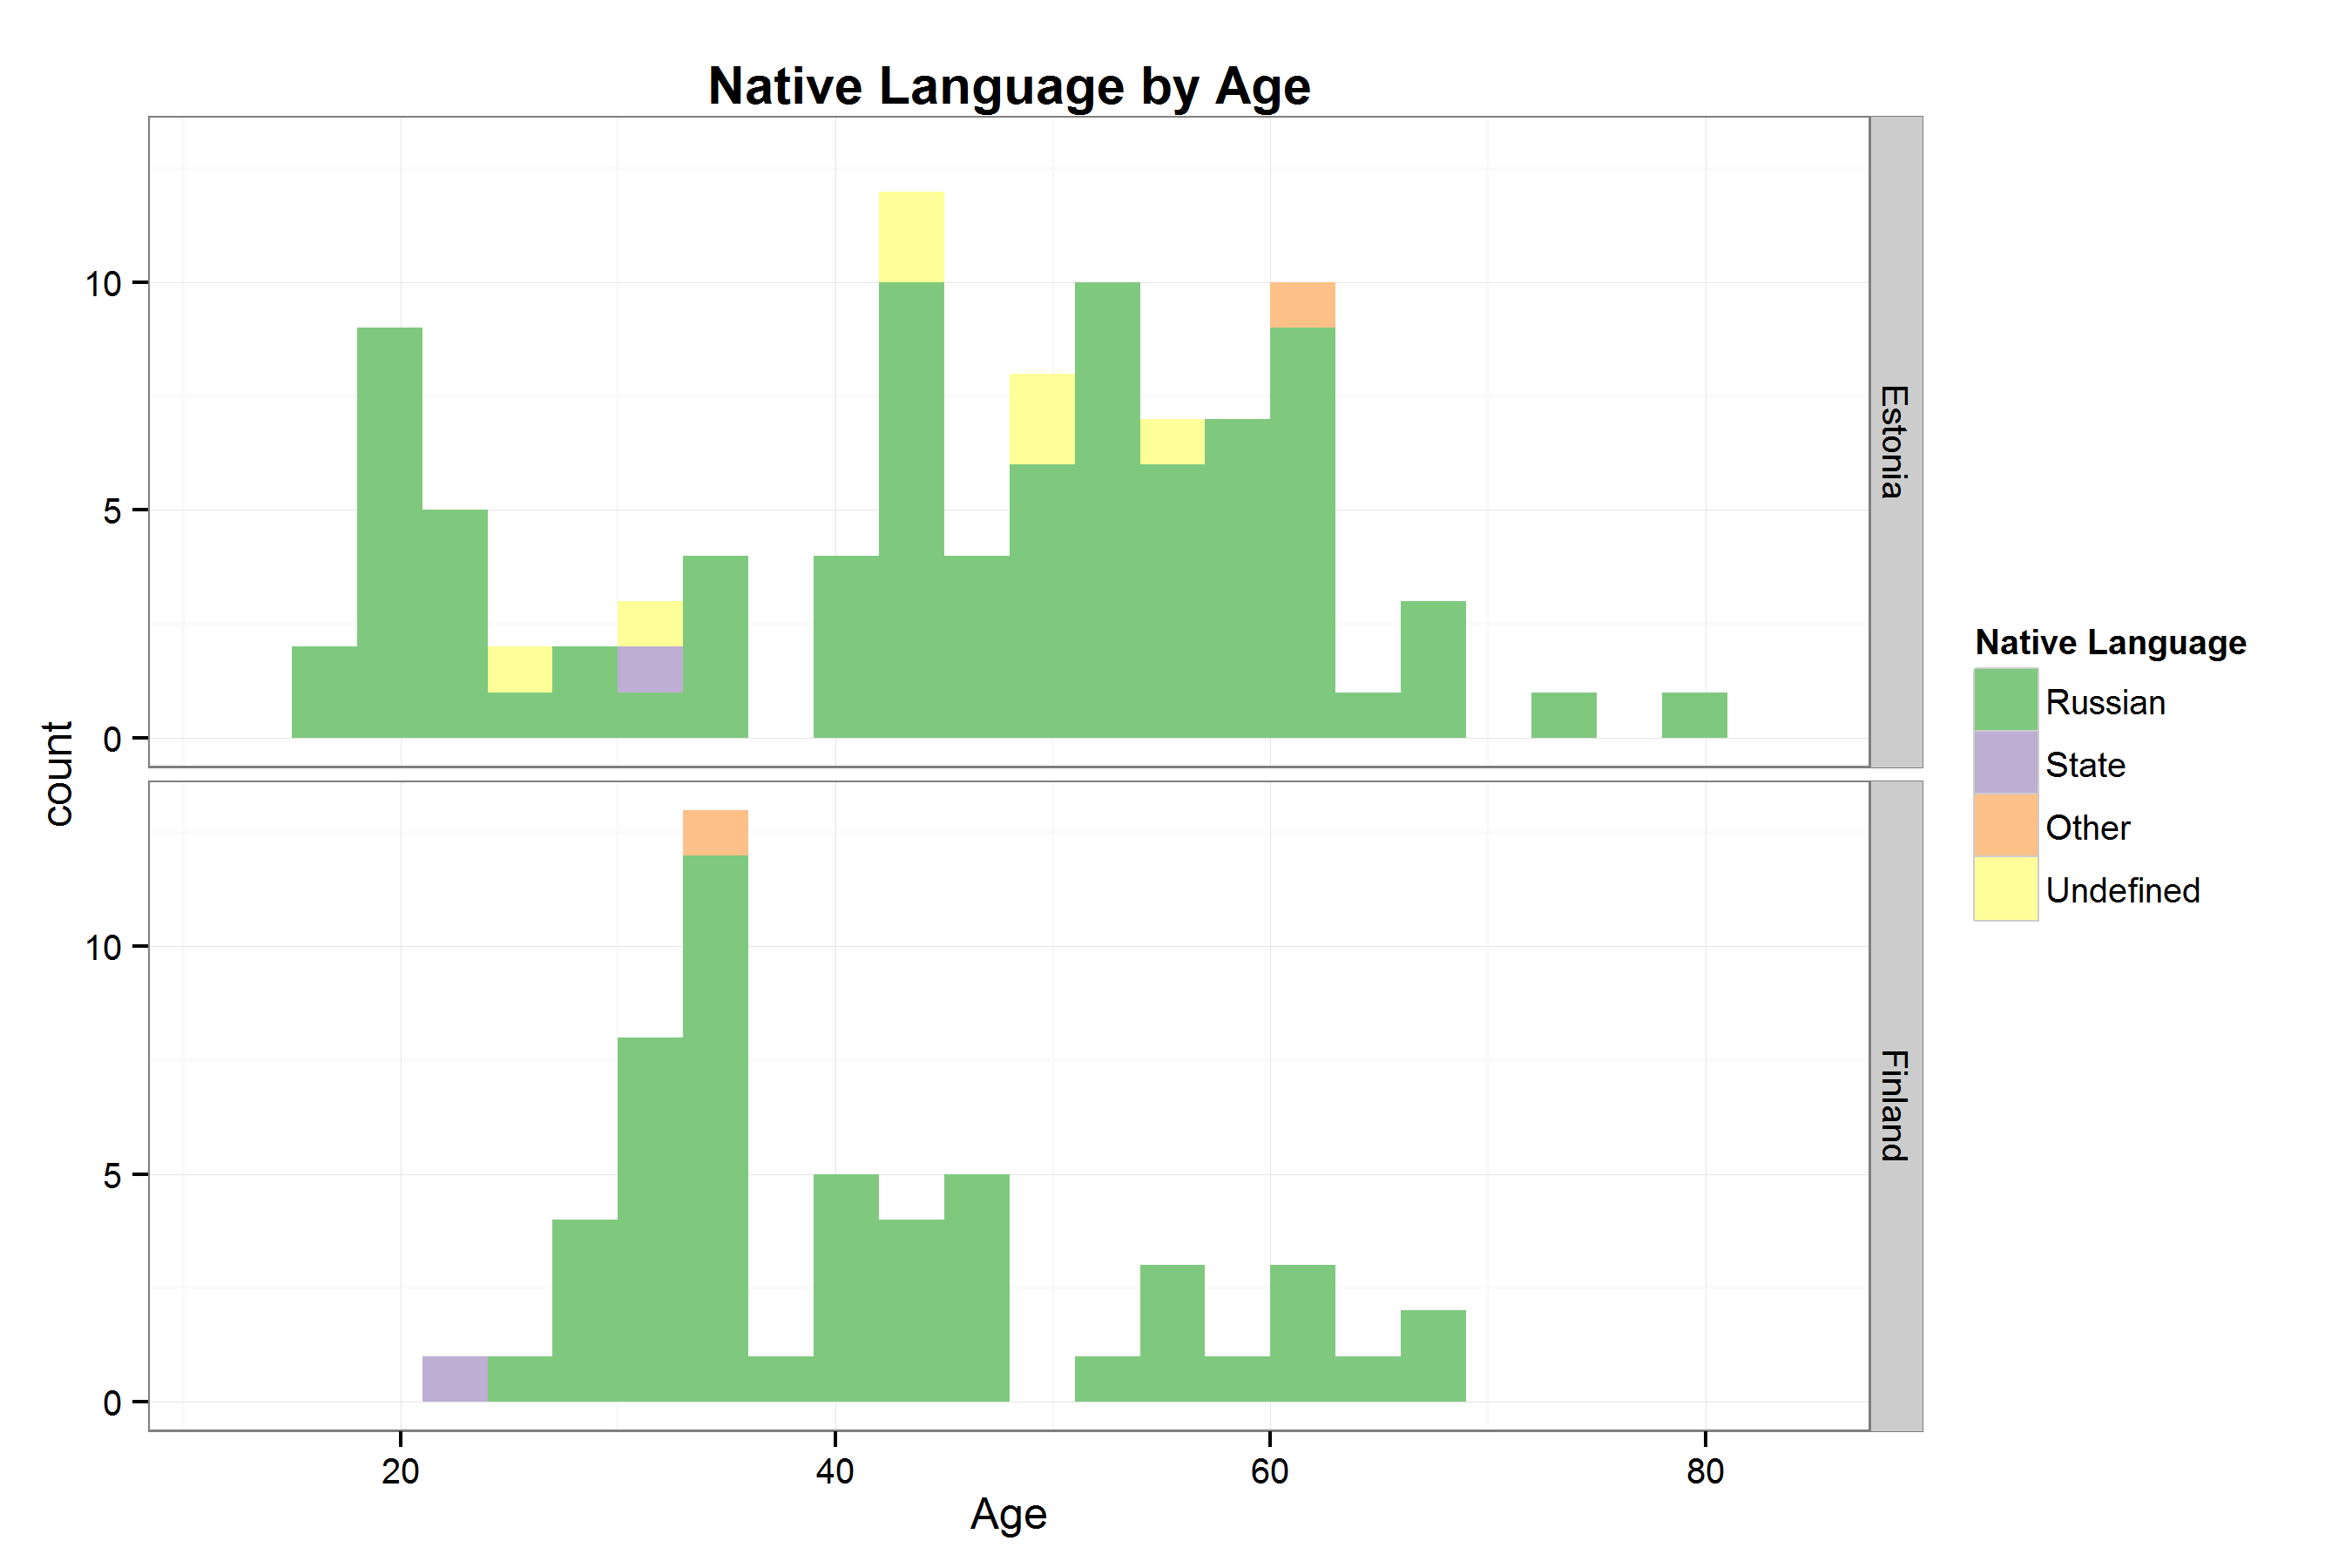 Native Language by Age
10
5
0
Estonia
count
10
5
0
Finland
20
40
60
80
Age
Native Language
Russian
State
Other
Undefined